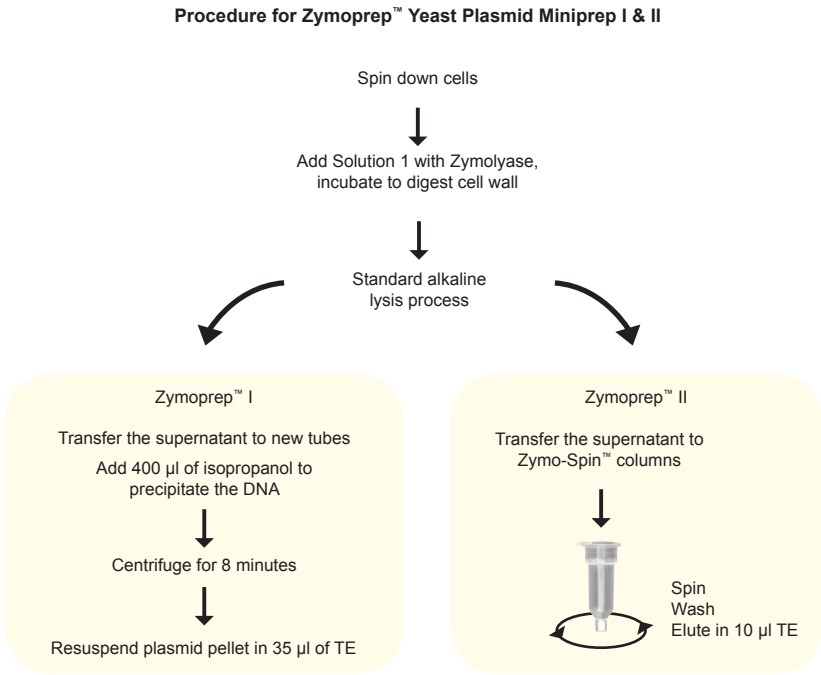 Procedure for Zymoprep™ Yeast Plasmid Miniprep I & II
Spin down cells
Add Solution 1 with Zymolyase,
incubate to digest cell wall
Standard alkaline
lysis process
Zymoprep™ I
Transfer the supernatant to new tubes
Add 400 µl of isopropanol to
precipitate the DNA
Centrifuge for 8 minutes
Resuspend plasmid pellet in 35 µl of TE
Zymoprep™ II
Transfer the supernatant to
Zymo-Spin™ columns
Spin
Wash
Elute in 10 µl TE